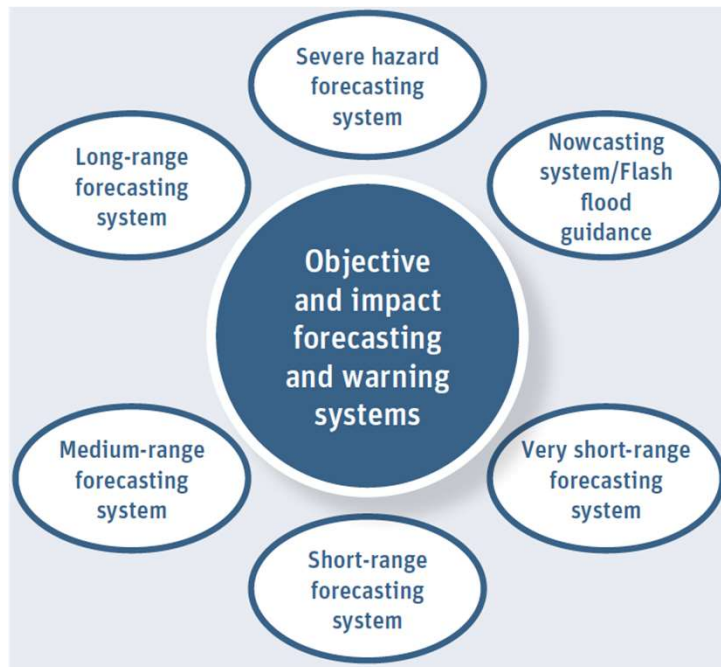 Severe hazard
forecasting
system
Long-range
forecasting
system
Nowcasting
system/Flash
flood
guidance
Objective
and impact
forecasting
and warning
systems
Medium-range
forecasting
system
Very short-range
forecasting
system
Short-range
forecasting
system